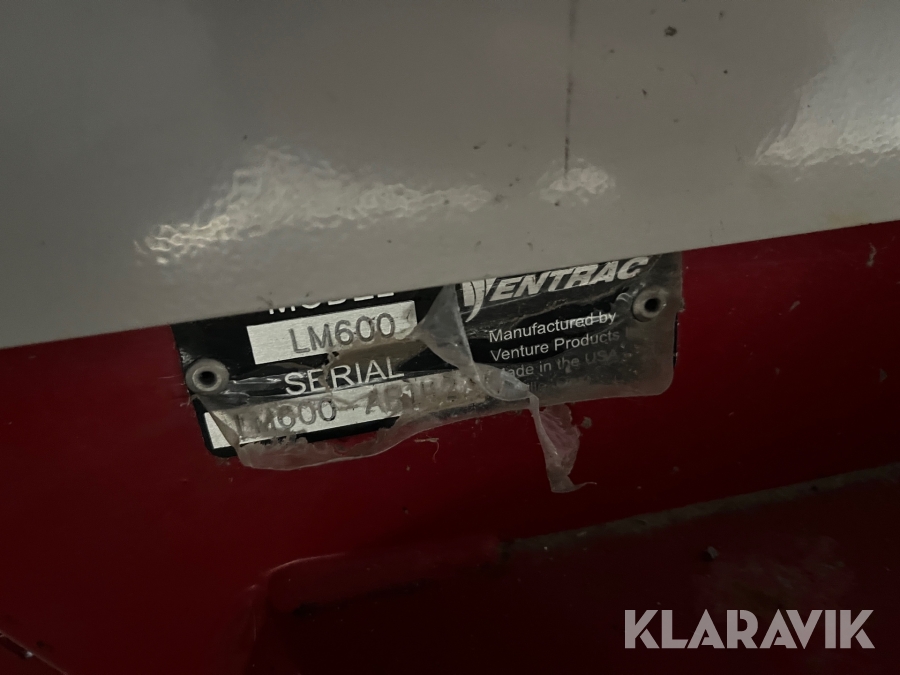 MODEL
LM600
SERIAL
LM600-
VENTRAC
Manufactured by
Venture Products
Made in the USA
KLARAVIK